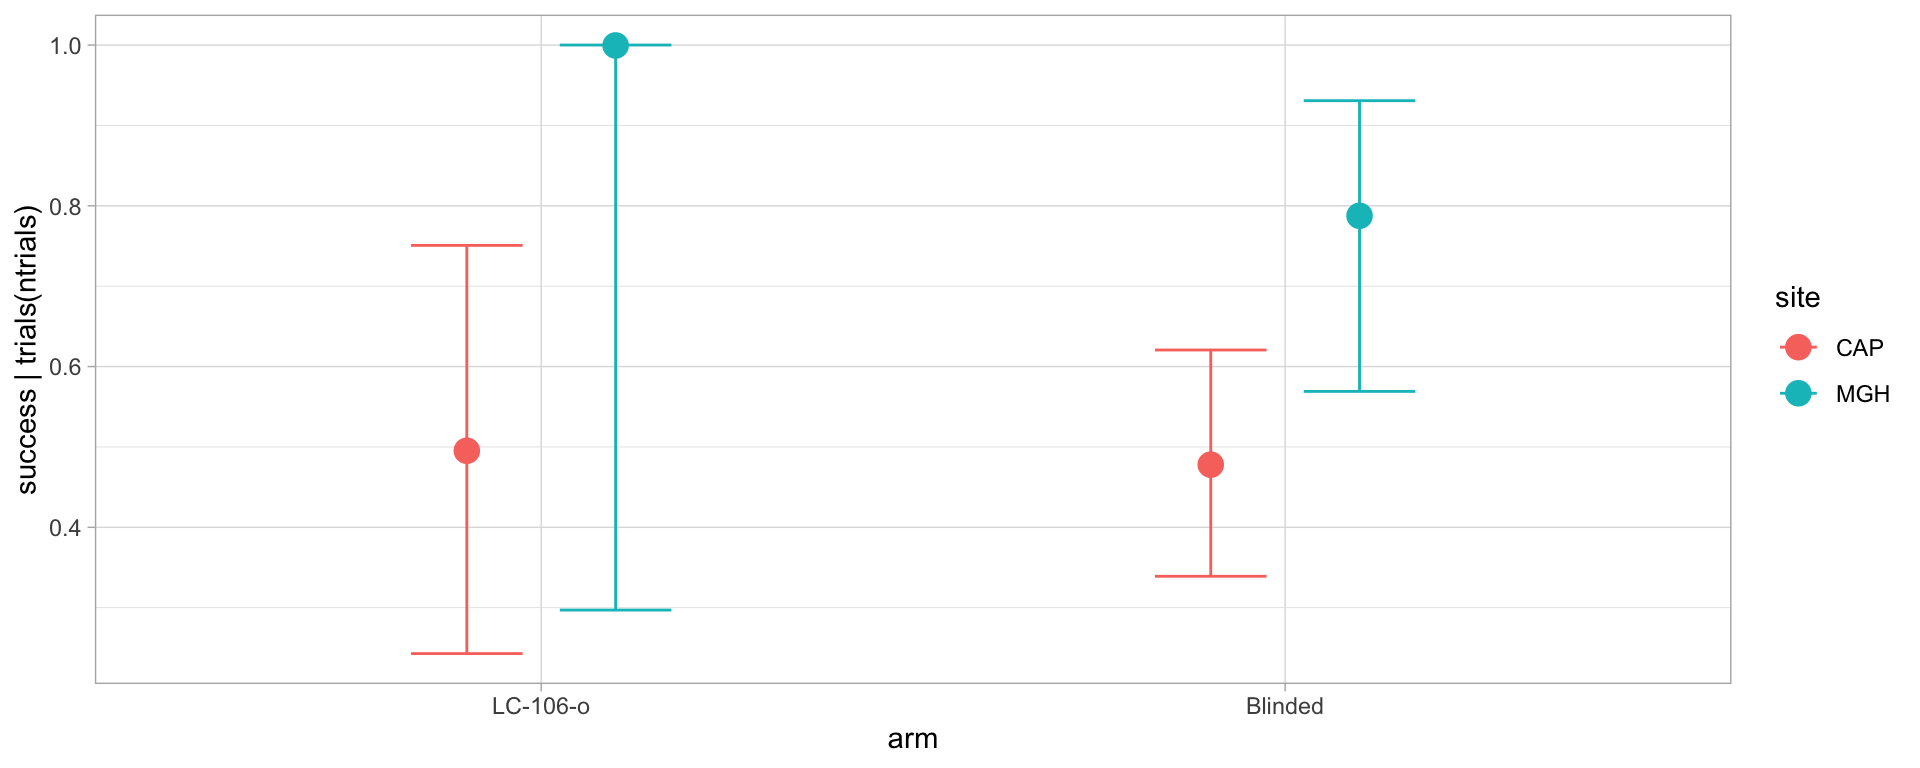 success | trials(ntrials)
1.0
0.8
0.6
0.4
LC-106-o
Blinded
arm
site
CAP
MGH